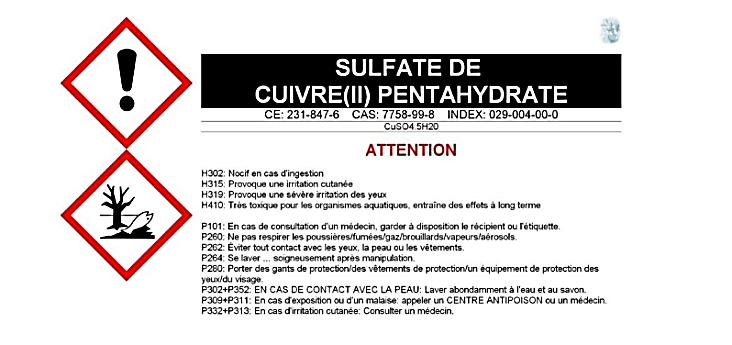 SULFATE DE
CUIVRE(II) PENTAHYDRATE
CE: 231-847-6 CAS: 7758-99-8 INDEX: 029-004-00-0
CuSO4.5H20
ATTENTION
H302: Nocif en cas d'ingestion
H315: Provoque une irritation cutanée
H319: Provoque une sévère irritation des yeux
H410: Très toxique pour les organismes aquatiques, entraîne des effets à long terme
P101: En cas de consultation d'un médecin, garder à disposition le récipient ou l'étiquette.
P260: Ne pas respirer les poussières/fumées/gaz/brouillards/vapeurs/aérosols.
P262: Éviter tout contact avec les yeux, la peau ou les vêtements.
P264: Se laver ... soigneusement après manipulation.
P280: Porter des gants de protection/des vêtements de protection/un équipement de protection des
yeux/du visage.
P302+P352: EN CAS DE CONTACT AVEC LA PEAU: Laver abondamment à l'eau et au savon.
P309+P311: En cas d'exposition ou d'un malaise: appeler un CENTRE ANTIPOISON ou un médecin.
P332+P313: En cas d'irritation cutanée: Consulter un médecin.